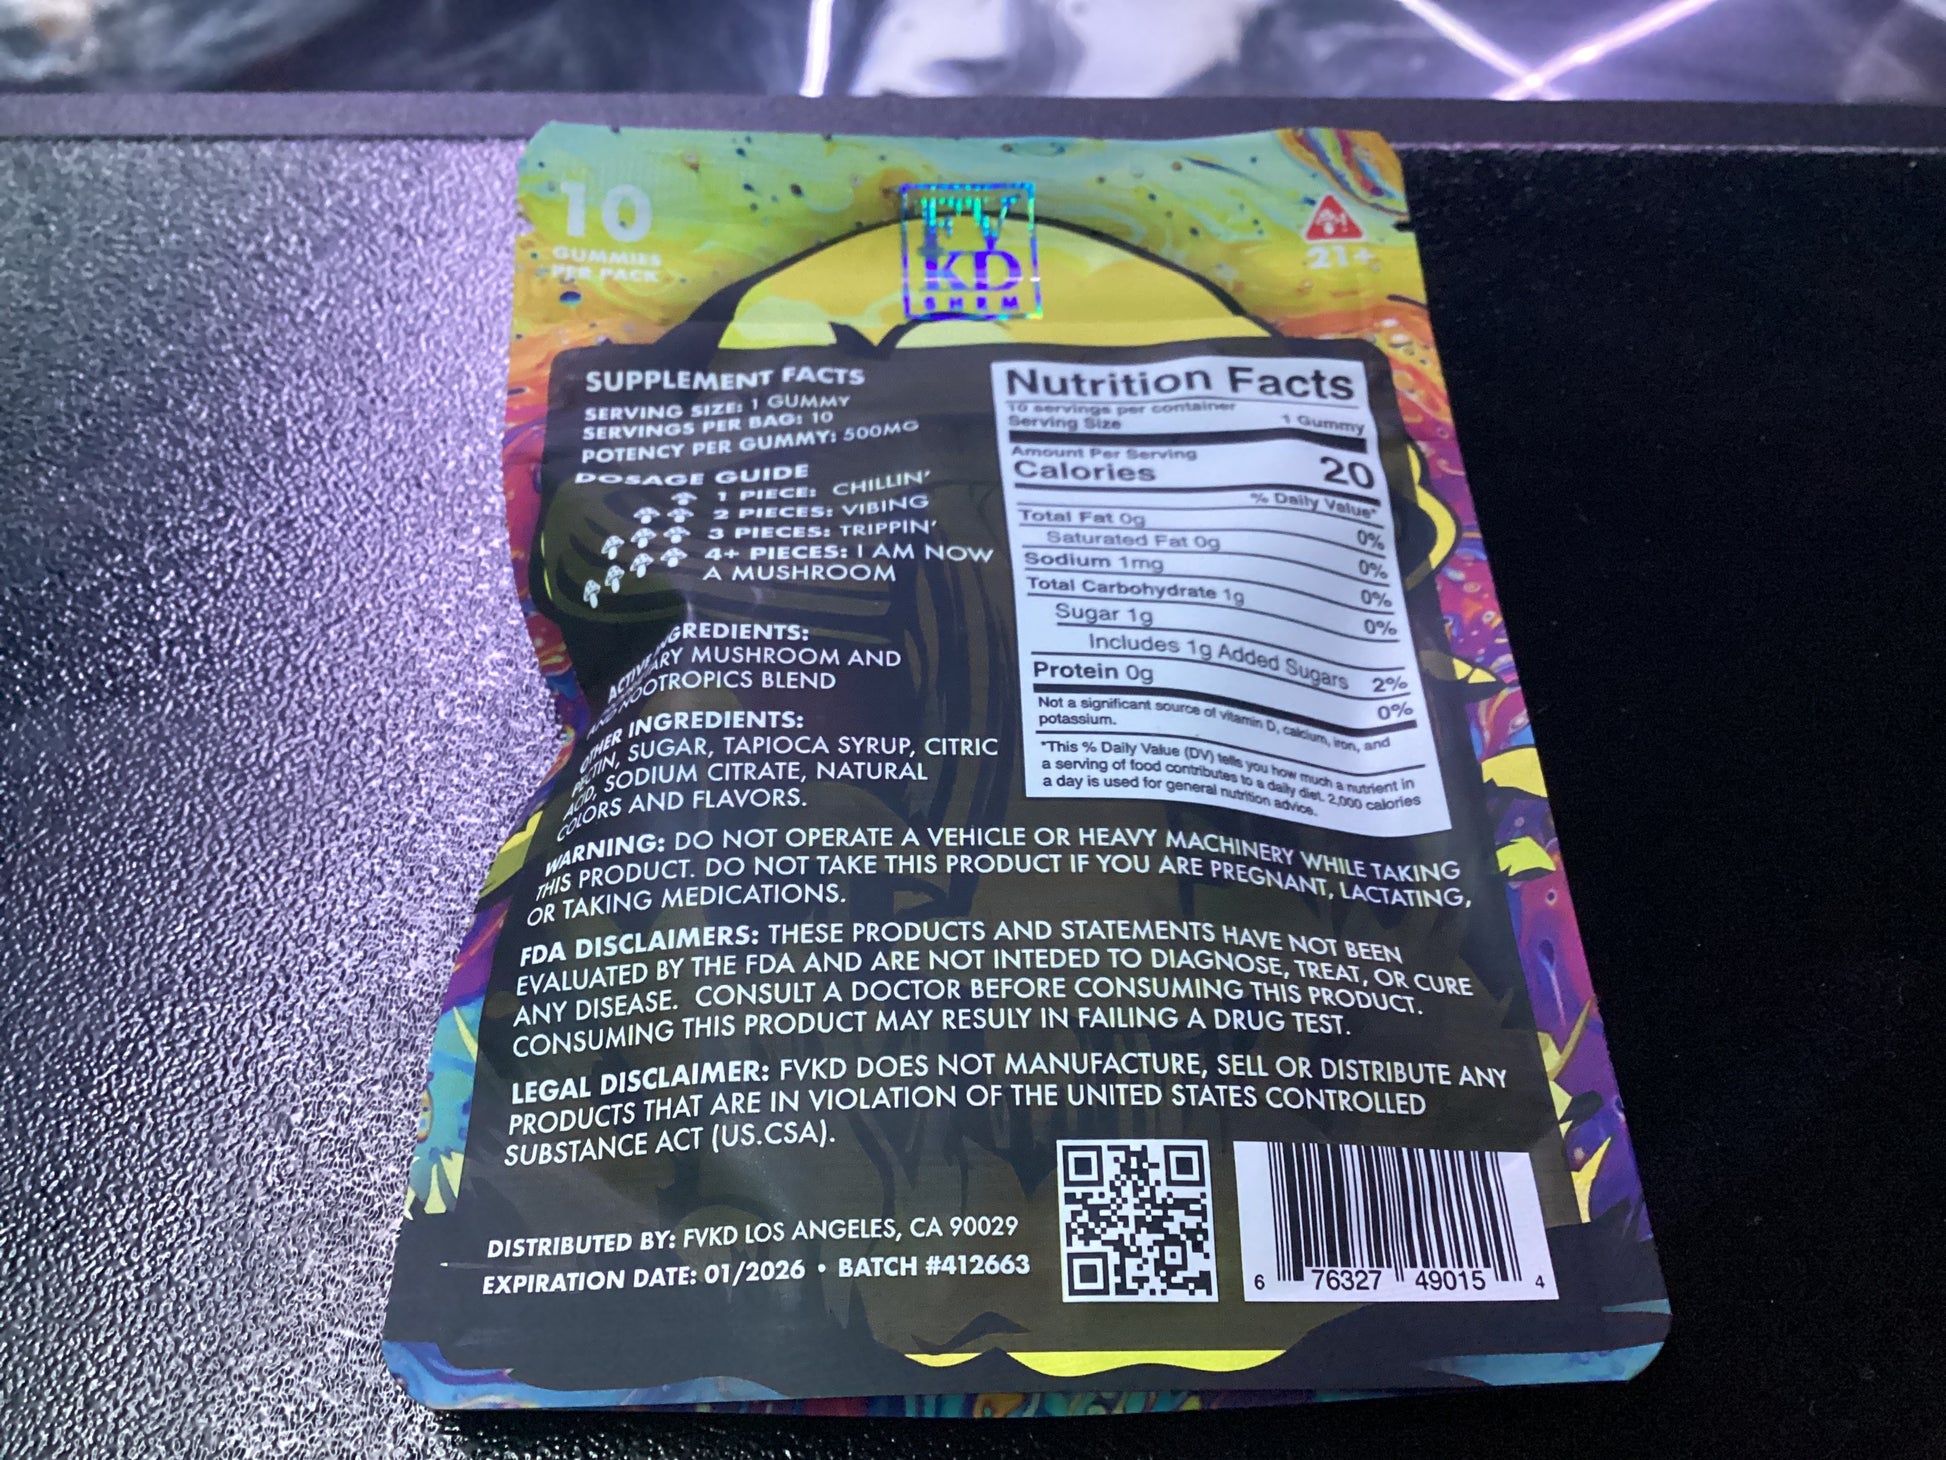 10
GUMMIES
PER PACK
FV
KD
SHRM
21+
SUPPLEMENT FACTS
SERVING SIZE: 1 GUMMY
SERVINGS PER BAG: 10
POTENCY PER GUMMY: 500MG
DOSAGE GUIDE
1 PIECE: CHILLIN'
2 PIECES: VIBING
3 PIECES: TRIPPIN'
4+ PIECES: I AM NOW
A MUSHROOM
ACTIVE
MUSHROOM AND
BLEND
INGREDIENTS:
PECTIN, SUGAR, TAPIOCA SYRUP, CITRIC
ACID, SODIUM CITRATE, NATURAL
COLORS AND FLAVORS.
Nutrition Facts
10 servings per container
Serving Size 1 Gummy
Amount Per Serving
Calories 20
% Daily Value*
Total Fat 0g 0%
Saturated Fat 0g 0%
Sodium 1mg 0%
Total Carbohydrate 1g 0%
Sugar 1g
Includes 1g Added Sugars 2%
Protein 0g 0%
Not a significant source of vitamin D, calcium, iron, and
potassium.
*This % Daily Value (DV) tells you how much a nutrient in
a serving of food contributes to a daily diet. 2,000 calories
a day is used for general nutrition advice.
WARNING: DO NOT OPERATE A VEHICLE OR HEAVY MACHINERY WHILE TAKING
THIS PRODUCT. DO NOT TAKE THIS PRODUCT IF YOU ARE PREGNANT, LACTATING,
OR TAKING MEDICATIONS.
FDA DISCLAIMERS: THESE PRODUCTS AND STATEMENTS HAVE NOT BEEN
EVALUATED BY THE FDA AND ARE NOT INTEDED TO DIAGNOSE, TREAT, OR CURE
ANY DISEASE. CONSULT A DOCTOR BEFORE CONSUMING THIS PRODUCT.
CONSUMING THIS PRODUCT MAY RESULY IN FAILING A DRUG TEST.
LEGAL DISCLAIMER: FVKD DOES NOT MANUFACTURE, SELL OR DISTRIBUTE ANY
PRODUCTS THAT ARE IN VIOLATION OF THE UNITED STATES CONTROLLED
SUBSTANCE ACT (US.CSA).
DISTRIBUTED BY: FVKD LOS ANGELES, CA 90029
EXPIRATION DATE: 01/2026 • BATCH #412663
6 76327 49015 4